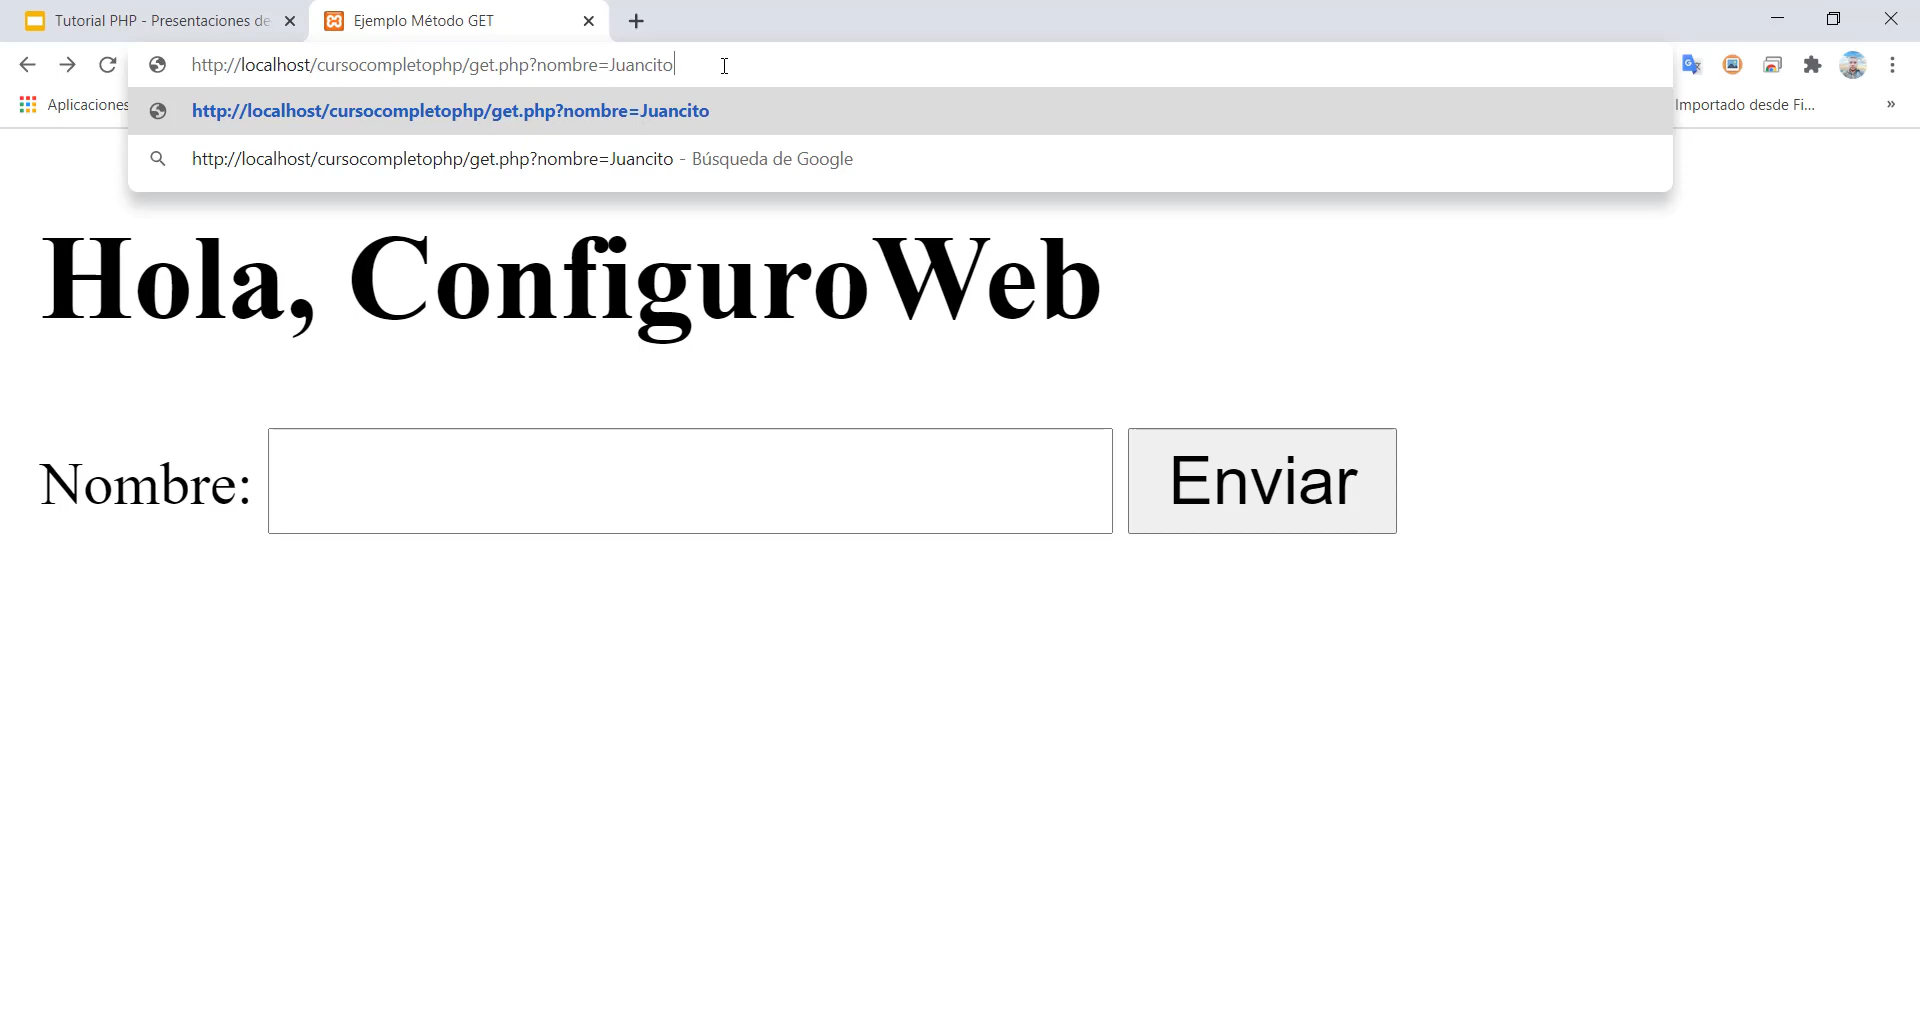 Tutorial PHP - Presentaciones de
Ejemplo Método GET
http://localhost/cursocompletophp/get.php?nombre=Juancito
Aplicaciones
http://localhost/cursocompletophp/get.php?nombre=Juancito
Importado desde Fi...
»
http://localhost/cursocompletophp/get.php?nombre=Juancito - Búsqueda de Google
Hola, ConfiguroWeb
Nombre:
Enviar